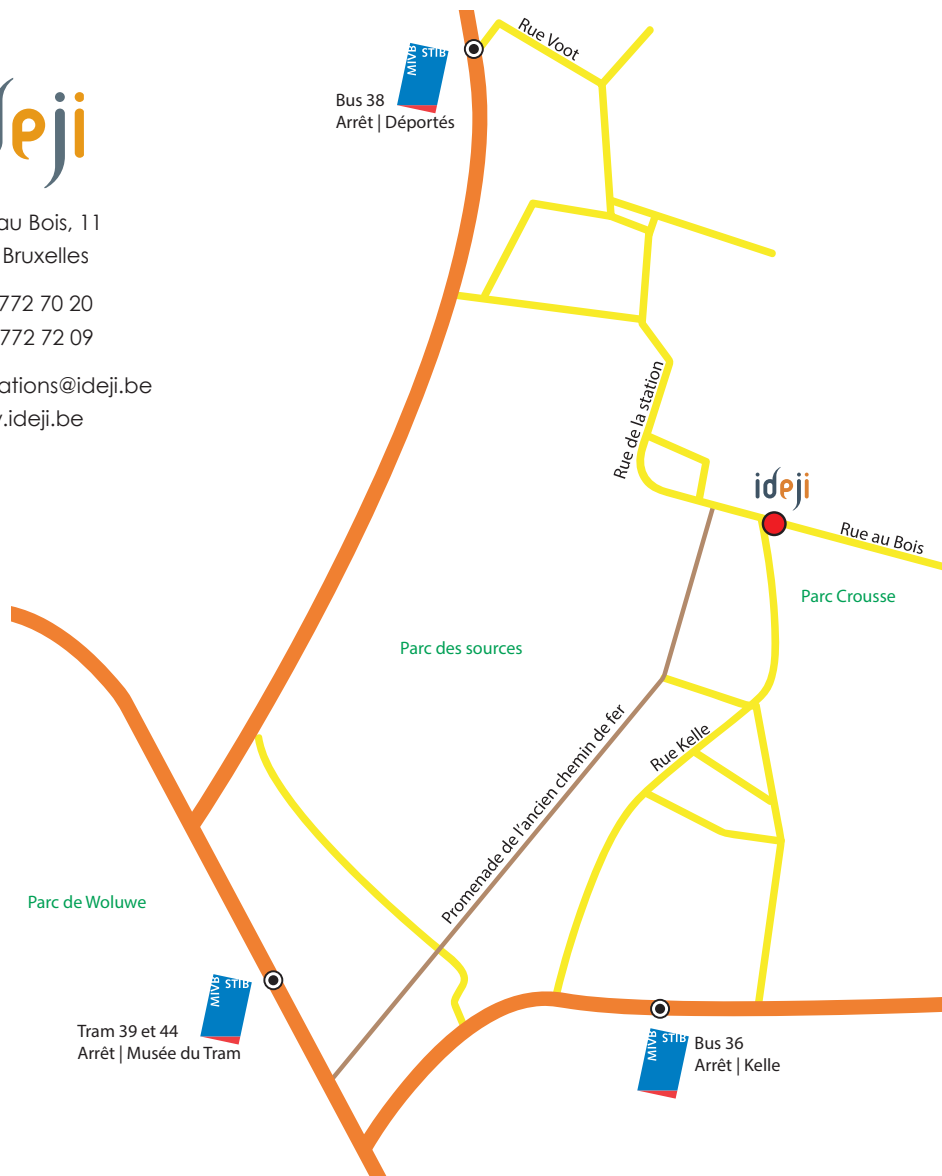 eji
au Bois, 11
Bruxelles
772 70 20
772 72 09
ations@ideji.be
.ideji.be
MIVB STIB
Bus 38
Arrêt | Déportés
Rue Voot
Rue de la station
ideji
Rue au Bois
Parc Crousse
Parc des sources
Promenade de l'ancien chemin de fer
Rue Kelle
Parc de Woluwe
MIVB STIB
Tram 39 et 44
Arrêt | Musée du Tram
MIVB STIB
Bus 36
Arrêt | Kelle